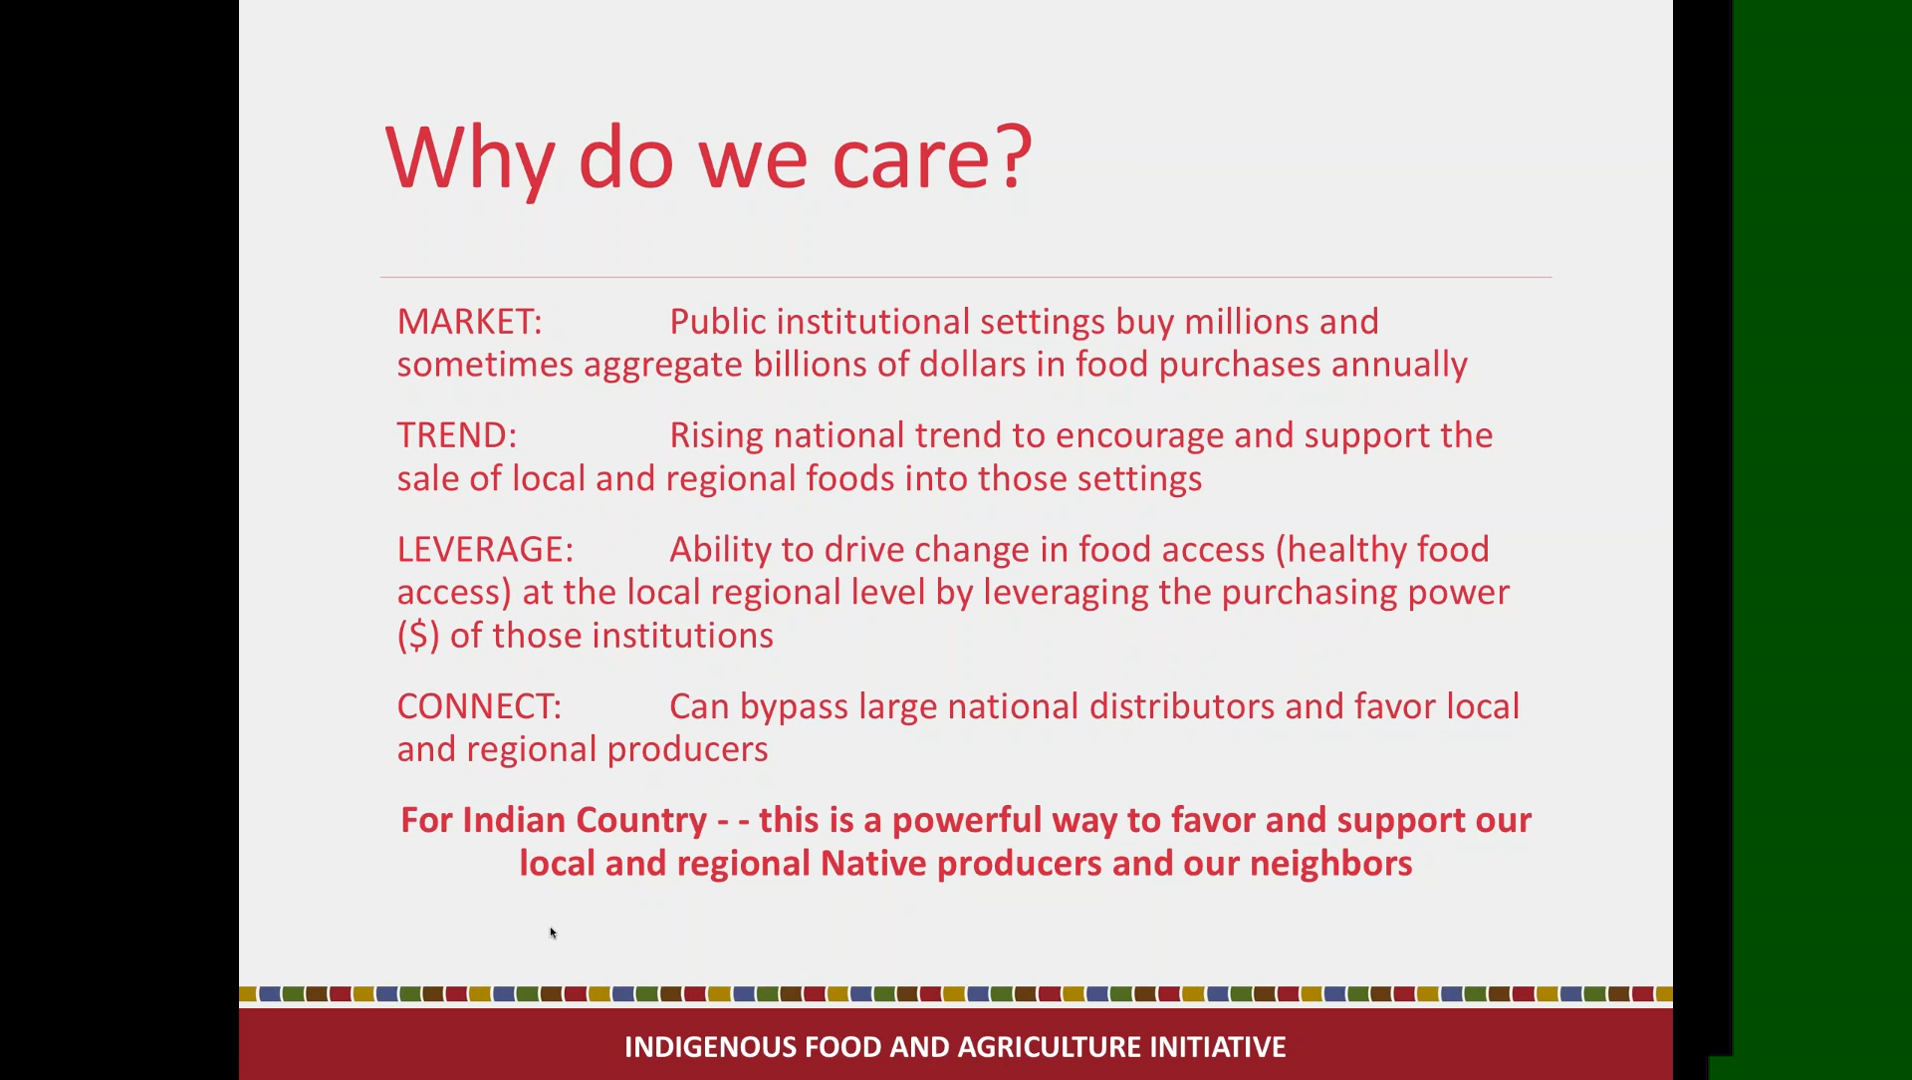 Why do we care?
MARKET: Public institutional settings buy millions and
sometimes aggregate billions of dollars in food purchases annually
TREND: Rising national trend to encourage and support the
sale of local and regional foods into those settings
LEVERAGE: Ability to drive change in food access (healthy food
access) at the local regional level by leveraging the purchasing power
($) of those institutions
CONNECT: Can bypass large national distributors and favor local
and regional producers
For Indian Country - - this is a powerful way to favor and support our
local and regional Native producers and our neighbors
INDIGENOUS FOOD AND AGRICULTURE INITIATIVE